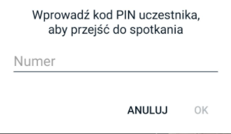 Wprowadź kod PIN uczestnika,
aby przejść do spotkania
Numer
ANULUJ OK